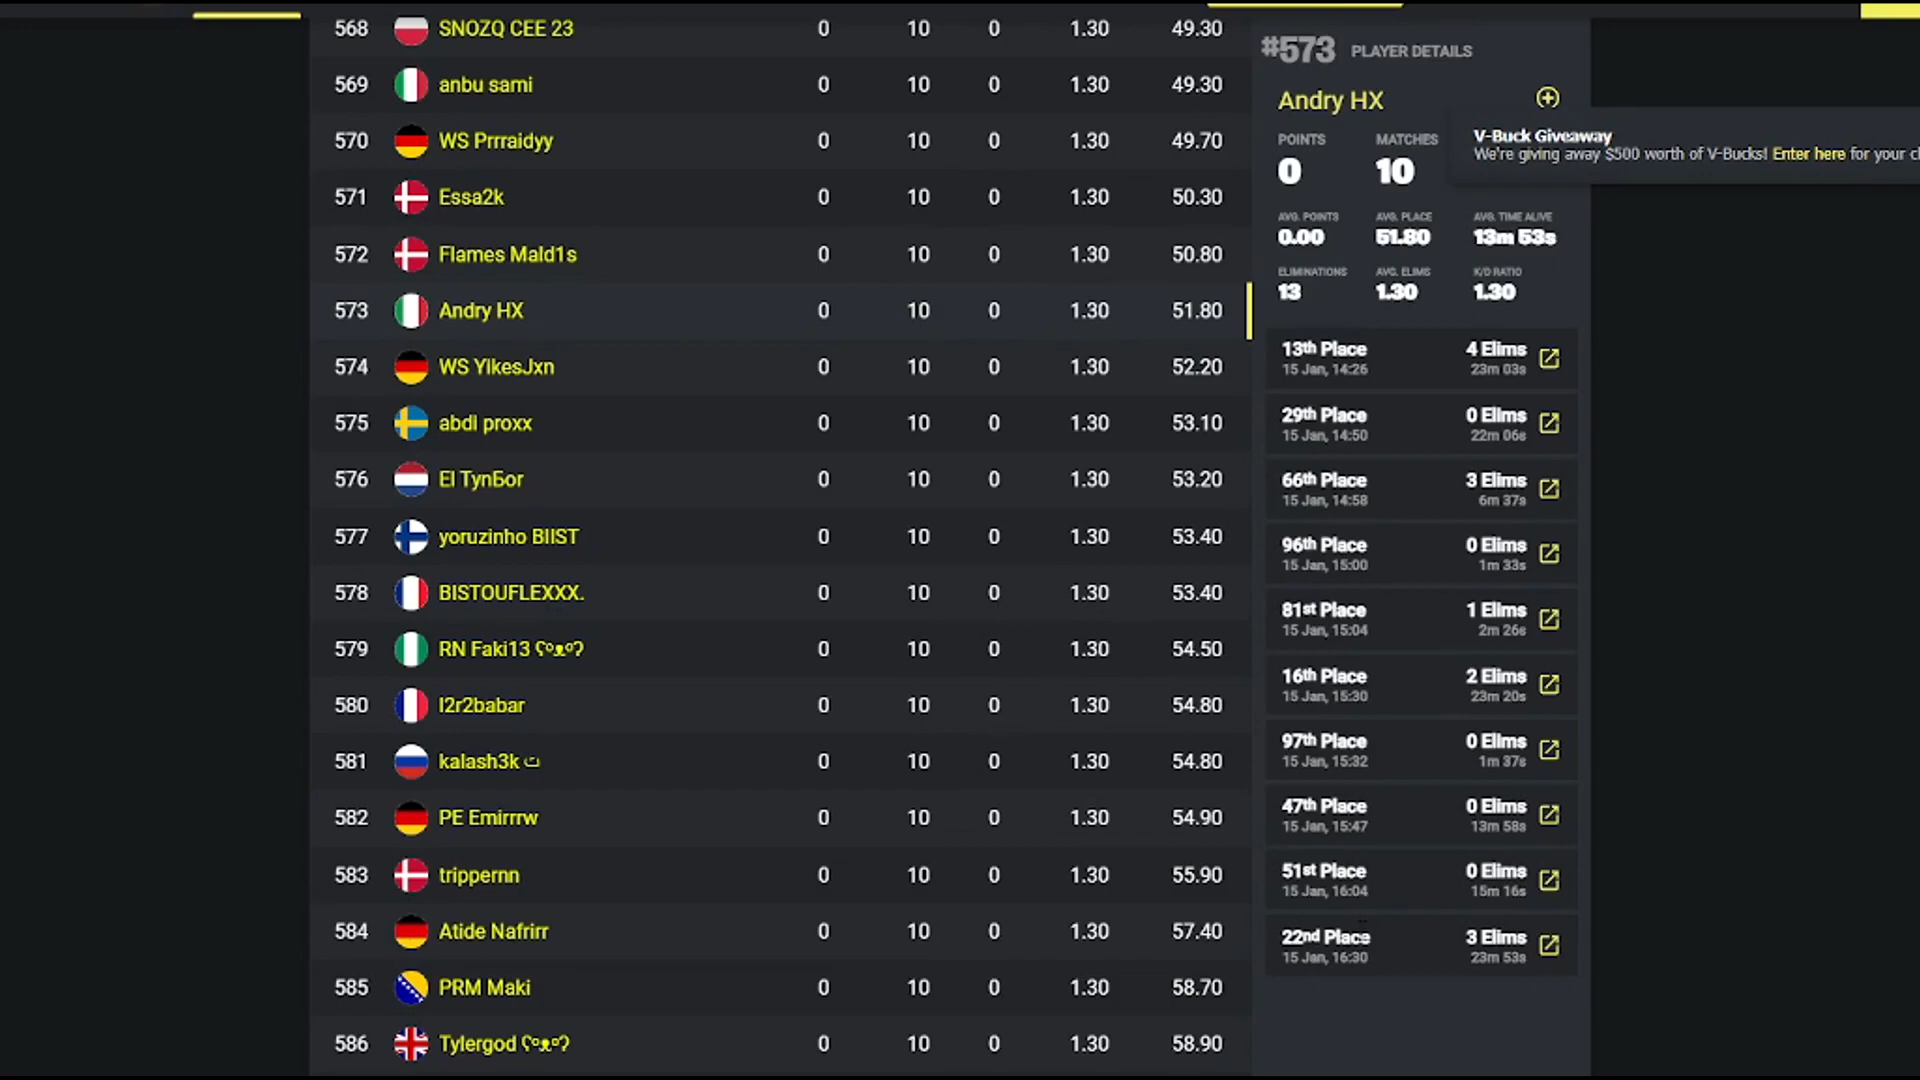 568 SNOZQ CEE 23 0 10 0 1.30 49.30
569 anbu sami 0 10 0 1.30 49.30
570 WS Prrraidyy 0 10 0 1.30 49.70
571 Essa2k 0 10 0 1.30 50.30
572 Flames Mald1s 0 10 0 1.30 50.80
573 Andry HX 0 10 0 1.30 51.80
574 WS YlkesJxn 0 10 0 1.30 52.20
575 abdl proxx 0 10 0 1.30 53.10
576 El ТупБог 0 10 0 1.30 53.20
577 yoruzinho BIIST 0 10 0 1.30 53.40
578 BISTOUFLEXXX. 0 10 0 1.30 53.40
579 RN Faki13 ʕºᴥºʔ 0 10 0 1.30 54.50
580 l2r2babar 0 10 0 1.30 54.80
581 kalash3k ت 0 10 0 1.30 54.80
582 PE Emirrrw 0 10 0 1.30 54.90
583 trippernn 0 10 0 1.30 55.90
584 Atide Nafrirr 0 10 0 1.30 57.40
585 PRM Maki 0 10 0 1.30 58.70
586 Tylergod ʕºᴥºʔ 0 10 0 1.30 58.90
#573 PLAYER DETAILS
Andry HX
POINTS MATCHES
0 10
V-Buck Giveaway
We're giving away $500 worth of V-Bucks! Enter here for your
AVG. POINTS AVG. PLACE AVG. TIME ALIVE
0.00 51.80 13m 53s
ELIMINATIONS AVG. ELIMS K/D RATIO
13 1.30 1.30
13th Place 4 Elims
15 Jan, 14:26 23m 03s
29th Place 0 Elims
15 Jan, 14:50 22m 06s
66th Place 3 Elims
15 Jan, 14:58 6m 37s
96th Place 0 Elims
15 Jan, 15:00 1m 33s
81st Place 1 Elims
15 Jan, 15:04 2m 26s
16th Place 2 Elims
15 Jan, 15:30 23m 20s
97th Place 0 Elims
15 Jan, 15:32 1m 37s
47th Place 0 Elims
15 Jan, 15:47 13m 58s
51st Place 0 Elims
15 Jan, 16:04 15m 16s
22nd Place 3 Elims
15 Jan, 16:30 23m 53s